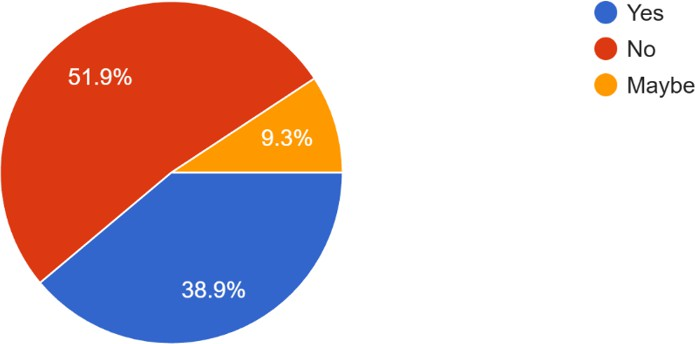 Yes
No
Maybe
51.9%
9.3%
38.9%